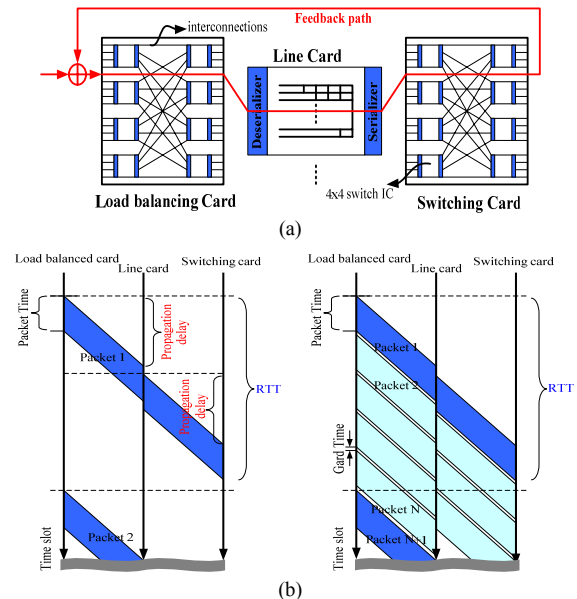 Feedback path
interconnections
Line Card
Deserializer
Serializer
4x4 switch IC
Load balancing Card
Switching Card
(a)
Load balanced card
Line card
Switching card
Packet Time
Packet 1
Propagation
delay
Propagation
delay
RTT
Time slot
Packet 2
Load balanced card
Line card
Switching card
Packet Time
Packet 1
Packet 2
RTT
Gard Time
Packet N
Packet N+1
Time slot
(b)